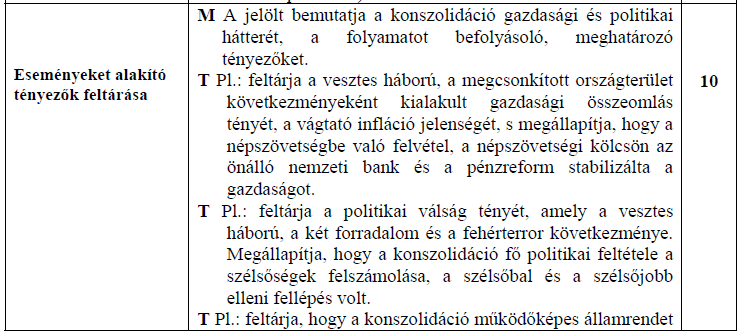 M A jelölt bemutatja a konszolidáció gazdasági és politikai
hátterét, a folyamatot befolyásoló, meghatározó
tényezőket.
Eseményeket alakító
tényezők feltárása
T Pl.: feltárja a vesztes háború, a megcsonkított országterület
következményeként kialakult gazdasági összeomlás
tényét, a vágtató infláció jelenségét, s megállapítja, hogy a
népszövetségbe való felvétel, a népszövetségi kölcsön az
önálló nemzeti bank és a pénzreform stabilizálta a
gazdaságot.
10
T Pl.: feltárja a politikai válság tényét, amely a vesztes
háború, a két forradalom és a fehérterror következménye.
Megállapítja, hogy a konszolidáció fő politikai feltétele a
szélsőségek felszámolása, a szélsőbal és a szélsőjobb
elleni fellépés volt.
T Pl.: feltárja, hogy a konszolidáció működőképes államrendet